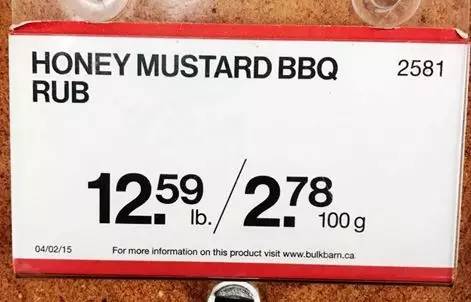 HONEY MUSTARD BBQ 2581
RUB
12.59 lb. / 2.78 100 g
04/02/15 For more information on this product visit www.bulkbarn.ca